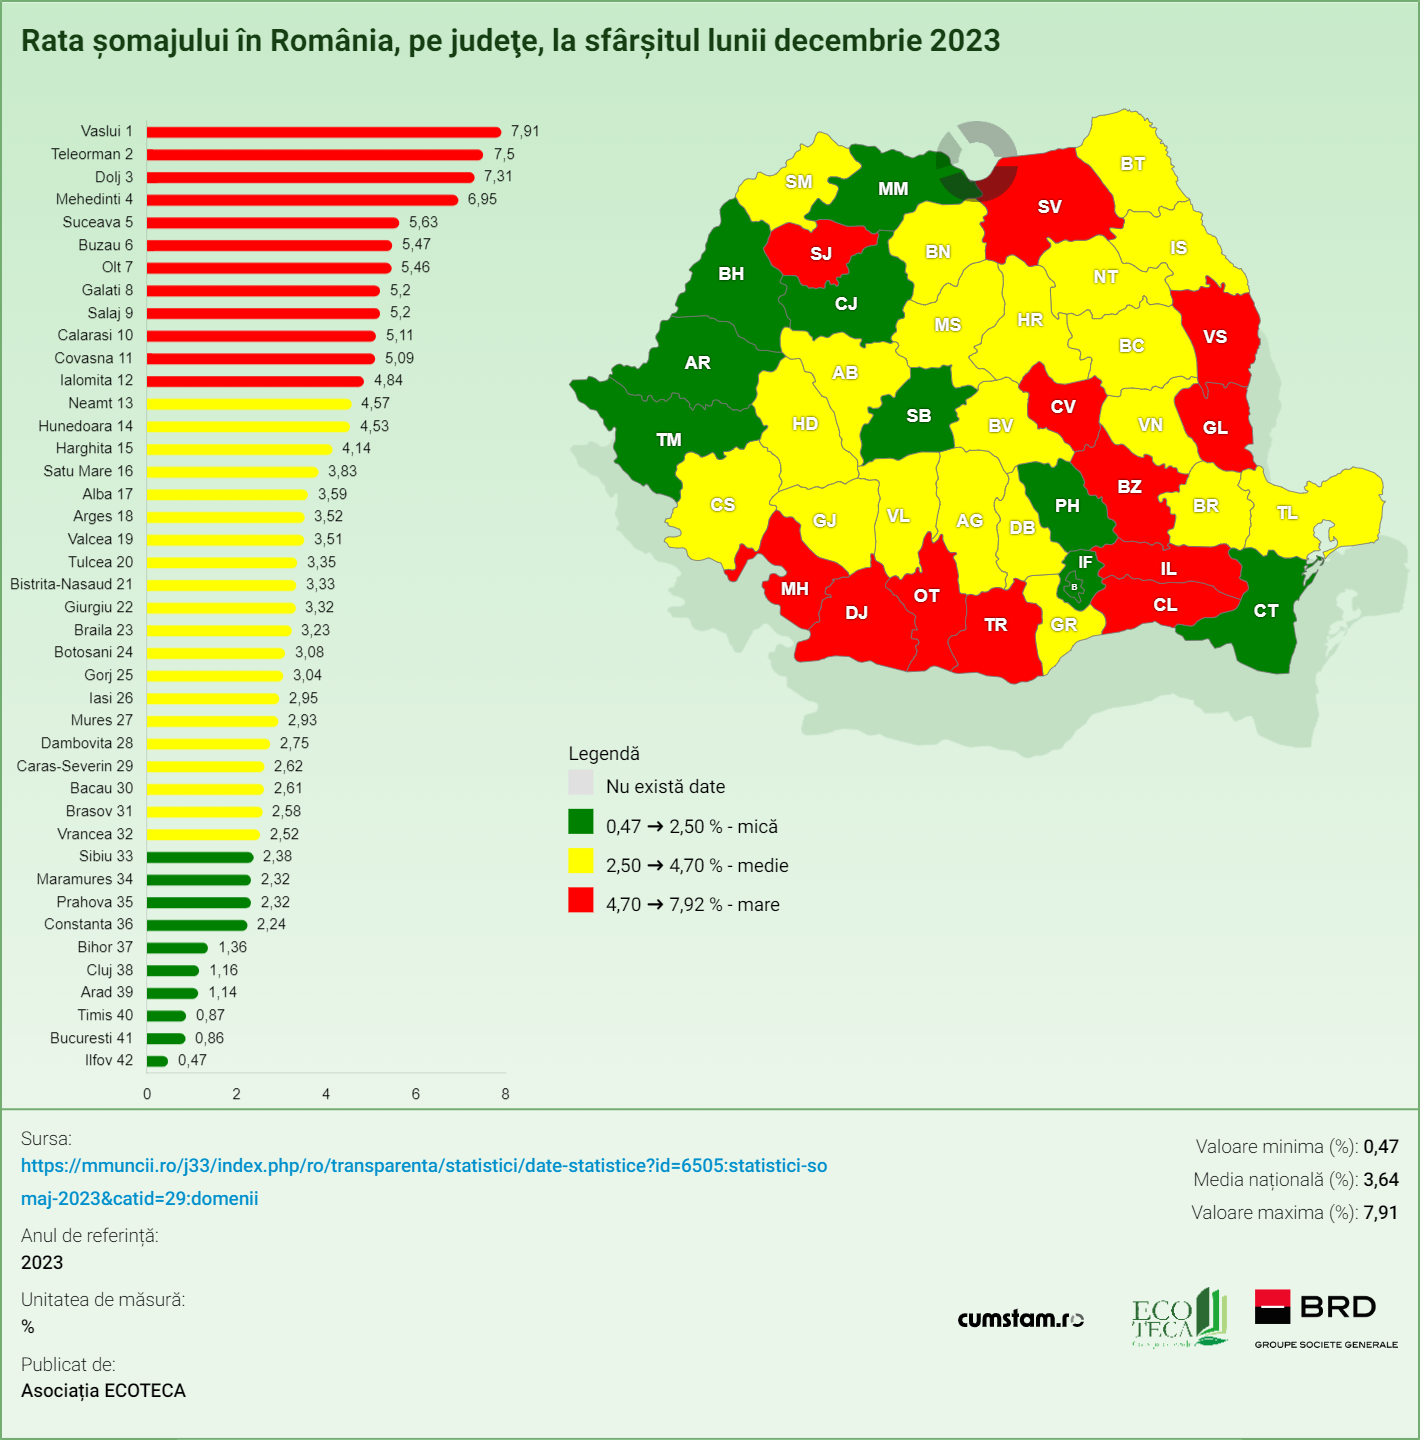 Rata șomajului în România, pe judeţe, la sfârșitul lunii decembrie 2023
Vaslui 1 7,91
Teleorman 2 7,5
Dolj 3 7,31
Mehedinti 4 6,95
Suceava 5 5,63
Buzau 6 5,47
Olt 7 5,46
Galati 8 5,2
Salaj 9 5,2
Calarasi 10 5,11
Covasna 11 5,09
Ialomita 12 4,84
Neamt 13 4,57
Hunedoara 14 4,53
Harghita 15 4,14
Satu Mare 16 3,83
Alba 17 3,59
Arges 18 3,52
Valcea 19 3,51
Tulcea 20 3,35
Bistrita-Nasaud 21 3,33
Giurgiu 22 3,32
Braila 23 3,23
Botosani 24 3,08
Gorj 25 3,04
Iasi 26 2,95
Mures 27 2,93
Dambovita 28 2,75
Caras-Severin 29 2,62
Bacau 30 2,61
Brasov 31 2,58
Vrancea 32 2,52
Sibiu 33 2,38
Maramures 34 2,32
Prahova 35 2,32
Constanta 36 2,24
Bihor 37 1,36
Cluj 38 1,16
Arad 39 1,14
Timis 40 0,87
Bucuresti 41 0,86
Ilfov 42 0,47
0 2 4 6 8
BT
SM
MM
SV
IS
BN
SJ
BH
NT
CJ
HR
MS
VS
BC
AR
AB
CV
SB
HD
BV
VN
GL
TM
BZ
CS
PH
BR
TL
VL
GJ
AG
DB
IF
IL
B
MH
OT
CL
DJ
CT
TR
GR
Legendă
Nu există date
0,47 → 2,50 % - mică
2,50 → 4,70 % - medie
4,70 → 7,92 % - mare
Sursa:
https://mmuncii.ro/j33/index.php/ro/transparenta/statistici/date-statistice?id=6505:statistici-so
maj-2023&catid=29:domenii
Anul de referință:
2023
Unitatea de măsură:
%
Publicat de:
Asociația ECOTECA
Valoare minima (%): 0,47
Media națională (%): 3,64
Valoare maxima (%): 7,91
cumstam.ro
ECO
TECA
BRD
GROUPE SOCIETE GENERALE